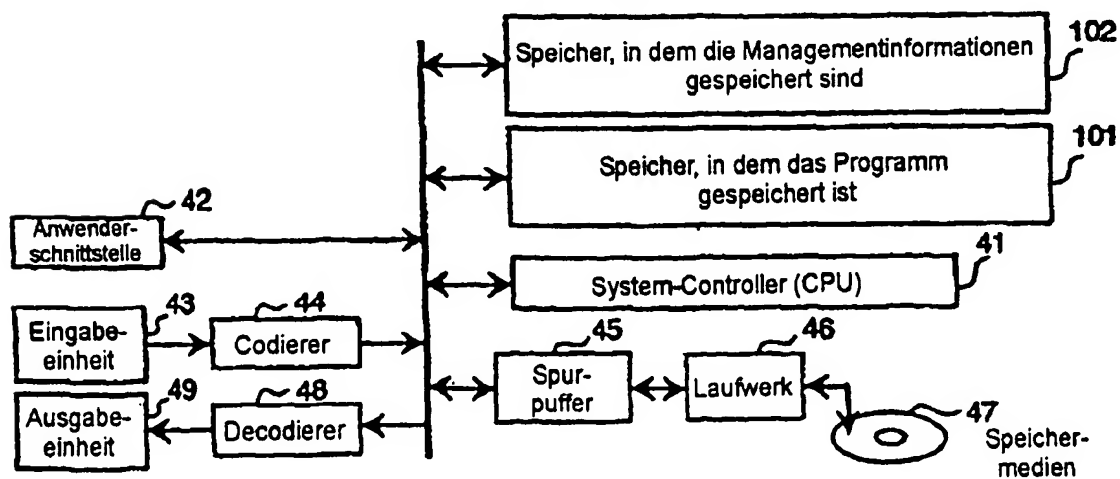 102
Speicher, in dem die Managementinformationen
gespeichert sind
101
Speicher, in dem das Programm
gespeichert ist
42
Anwender-
schnittstelle
41
System-Controller (CPU)
43
Eingabe-
einheit
44
Codierer
45
Spur-
puffer
46
Laufwerk
49
Ausgabe-
einheit
48
Decodierer
47
Speicher-
medien